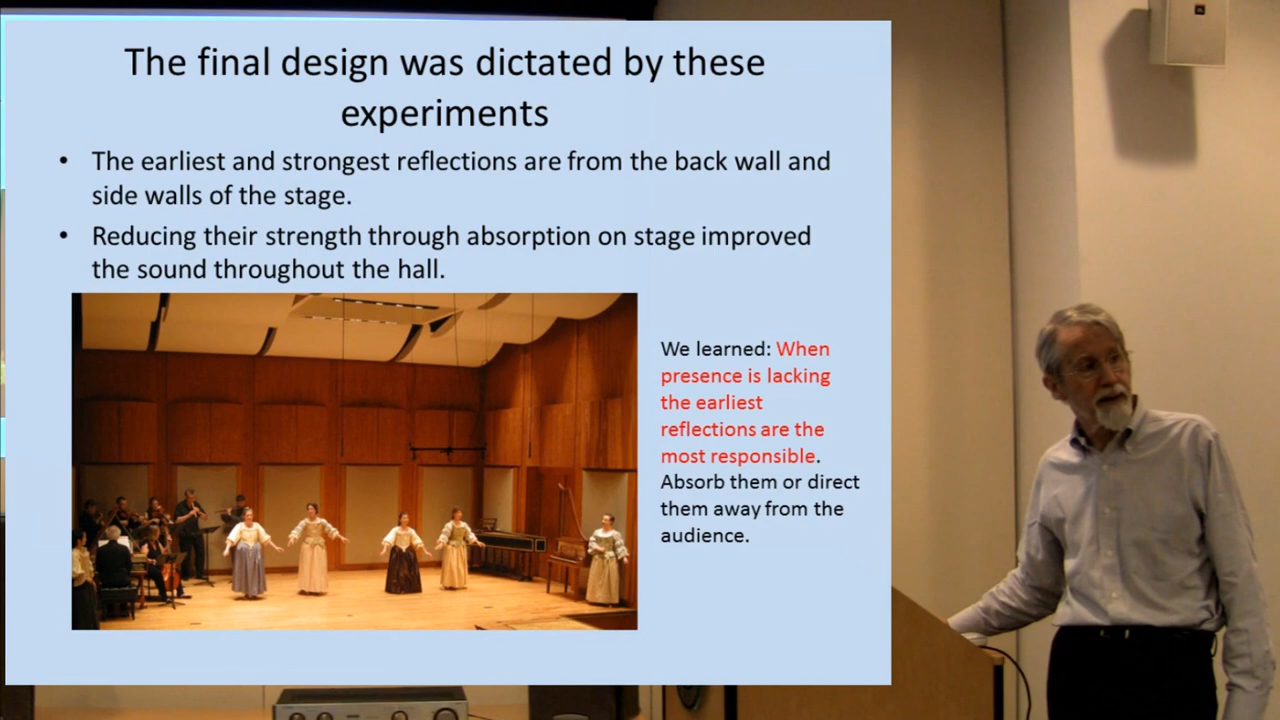 The final design was dictated by these
experiments
• The earliest and strongest reflections are from the back wall and
side walls of the stage.
• Reducing their strength through absorption on stage improved
the sound throughout the hall.
We learned: When
presence is lacking
the earliest
reflections are the
most responsible.
Absorb them or direct
them away from the
audience.